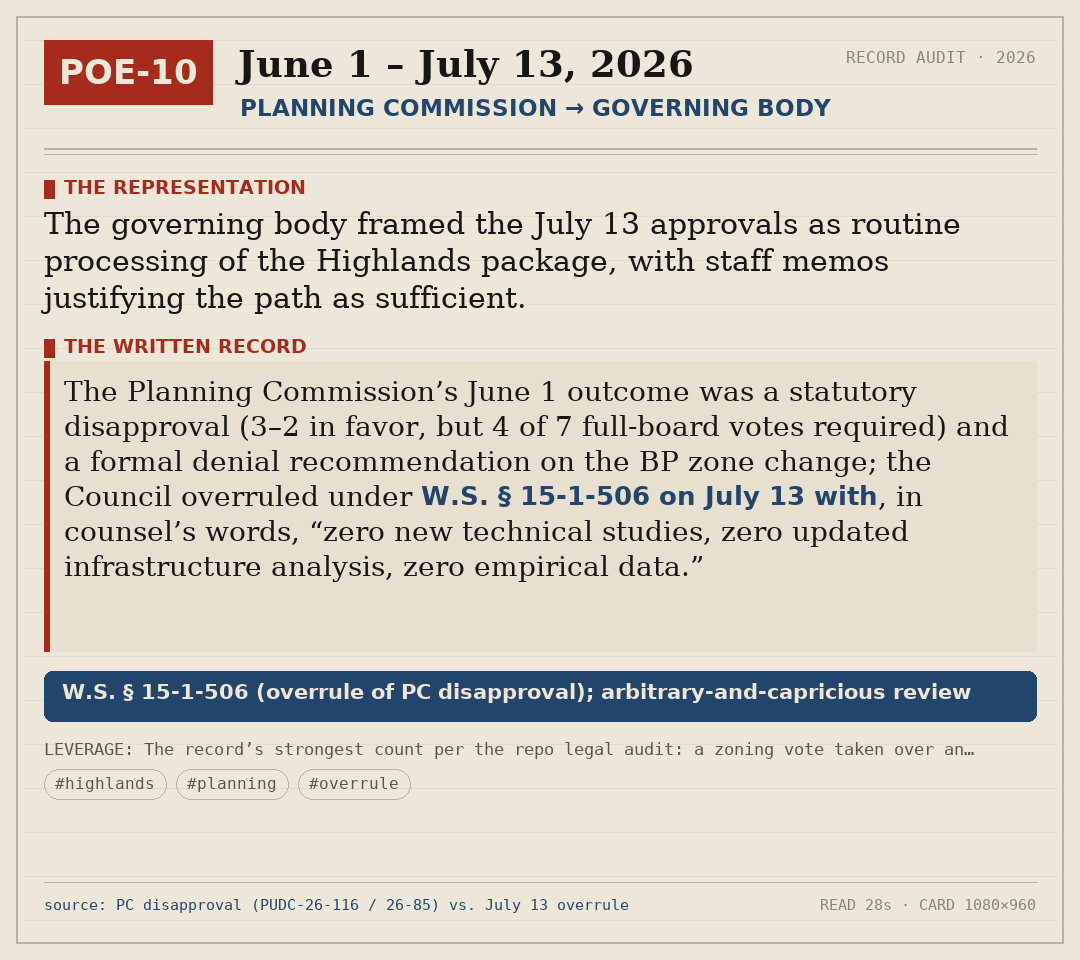 POE-10
June 1 – July 13, 2026
RECORD AUDIT · 2026
PLANNING COMMISSION → GOVERNING BODY
THE REPRESENTATION
The governing body framed the July 13 approvals as routine
processing of the Highlands package, with staff memos
justifying the path as sufficient.
THE WRITTEN RECORD
The Planning Commission’s June 1 outcome was a statutory
disapproval (3–2 in favor, but 4 of 7 full-board votes required) and
a formal denial recommendation on the BP zone change; the
Council overruled under W.S. § 15-1-506 on July 13 with, in
counsel’s words, “zero new technical studies, zero updated
infrastructure analysis, zero empirical data.”
W.S. § 15-1-506 (overrule of PC disapproval); arbitrary-and-capricious review
LEVERAGE: The record’s strongest count per the repo legal audit: a zoning vote taken over an…
#highlands #planning #overrule
source: PC disapproval (PUDC-26-116 / 26-85) vs. July 13 overrule
READ 28s · CARD 1080×960